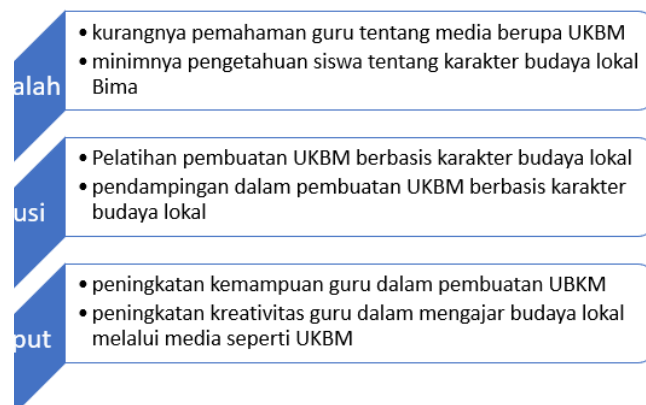 • kurangnya pemahaman guru tentang media berupa UKBM
• minimnya pengetahuan siswa tentang karakter budaya lokal
Bima
alah
• Pelatihan pembuatan UKBM berbasis karakter budaya lokal
• pendampingan dalam pembuatan UKBM berbasis karakter
budaya lokal
usi
• peningkatan kemampuan guru dalam pembuatan UBKM
• peningkatan kreativitas guru dalam mengajar budaya lokal
melalui media seperti UKBM
put